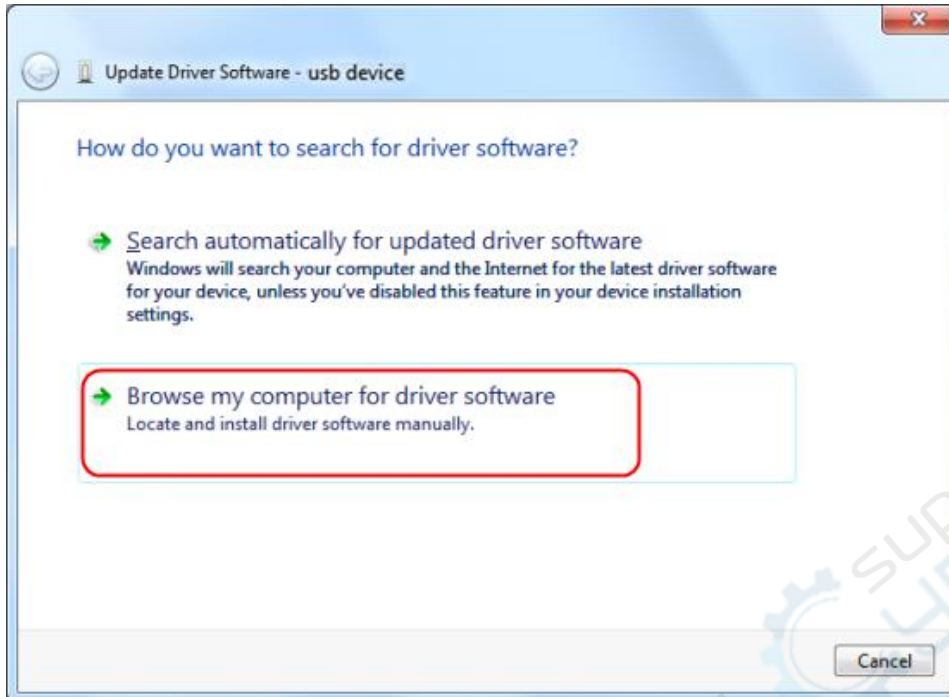 Update Driver Software - usb device
How do you want to search for driver software?
Search automatically for updated driver software
Windows will search your computer and the Internet for the latest driver software
for your device, unless you've disabled this feature in your device installation
settings.
Browse my computer for driver software
Locate and install driver software manually.
Cancel